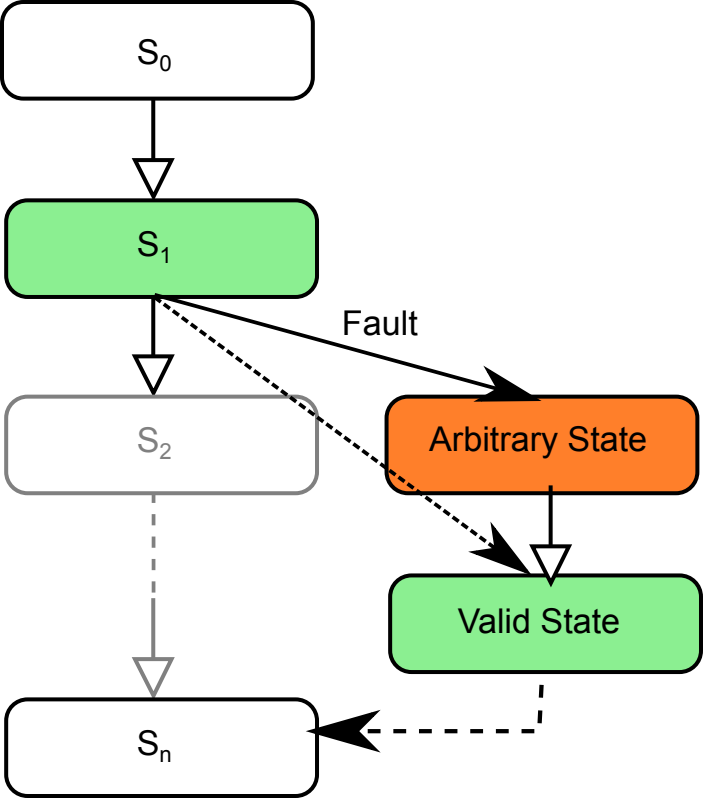 S₀
S₁
Fault
S₂
Arbitrary State
Valid State
Sₙ